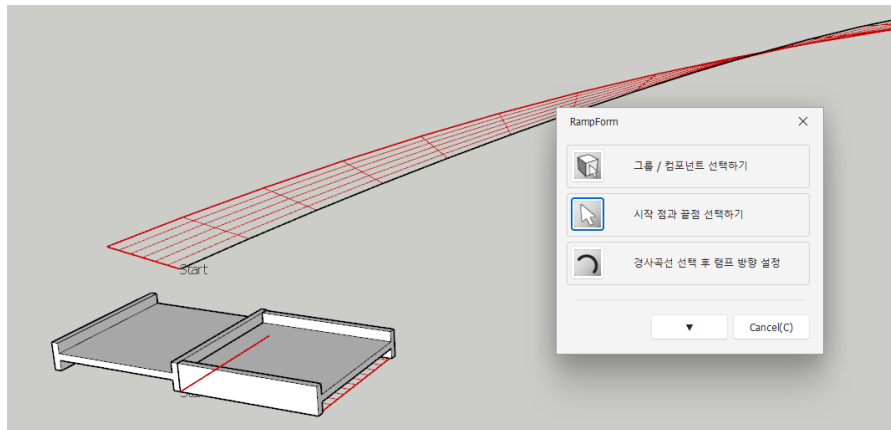 RampForm
그룹 / 컴포넌트 선택하기
시작 점과 끝점 선택하기
경사곡선 선택 후 램프 방향 설정
▼
Cancel(C)
Start